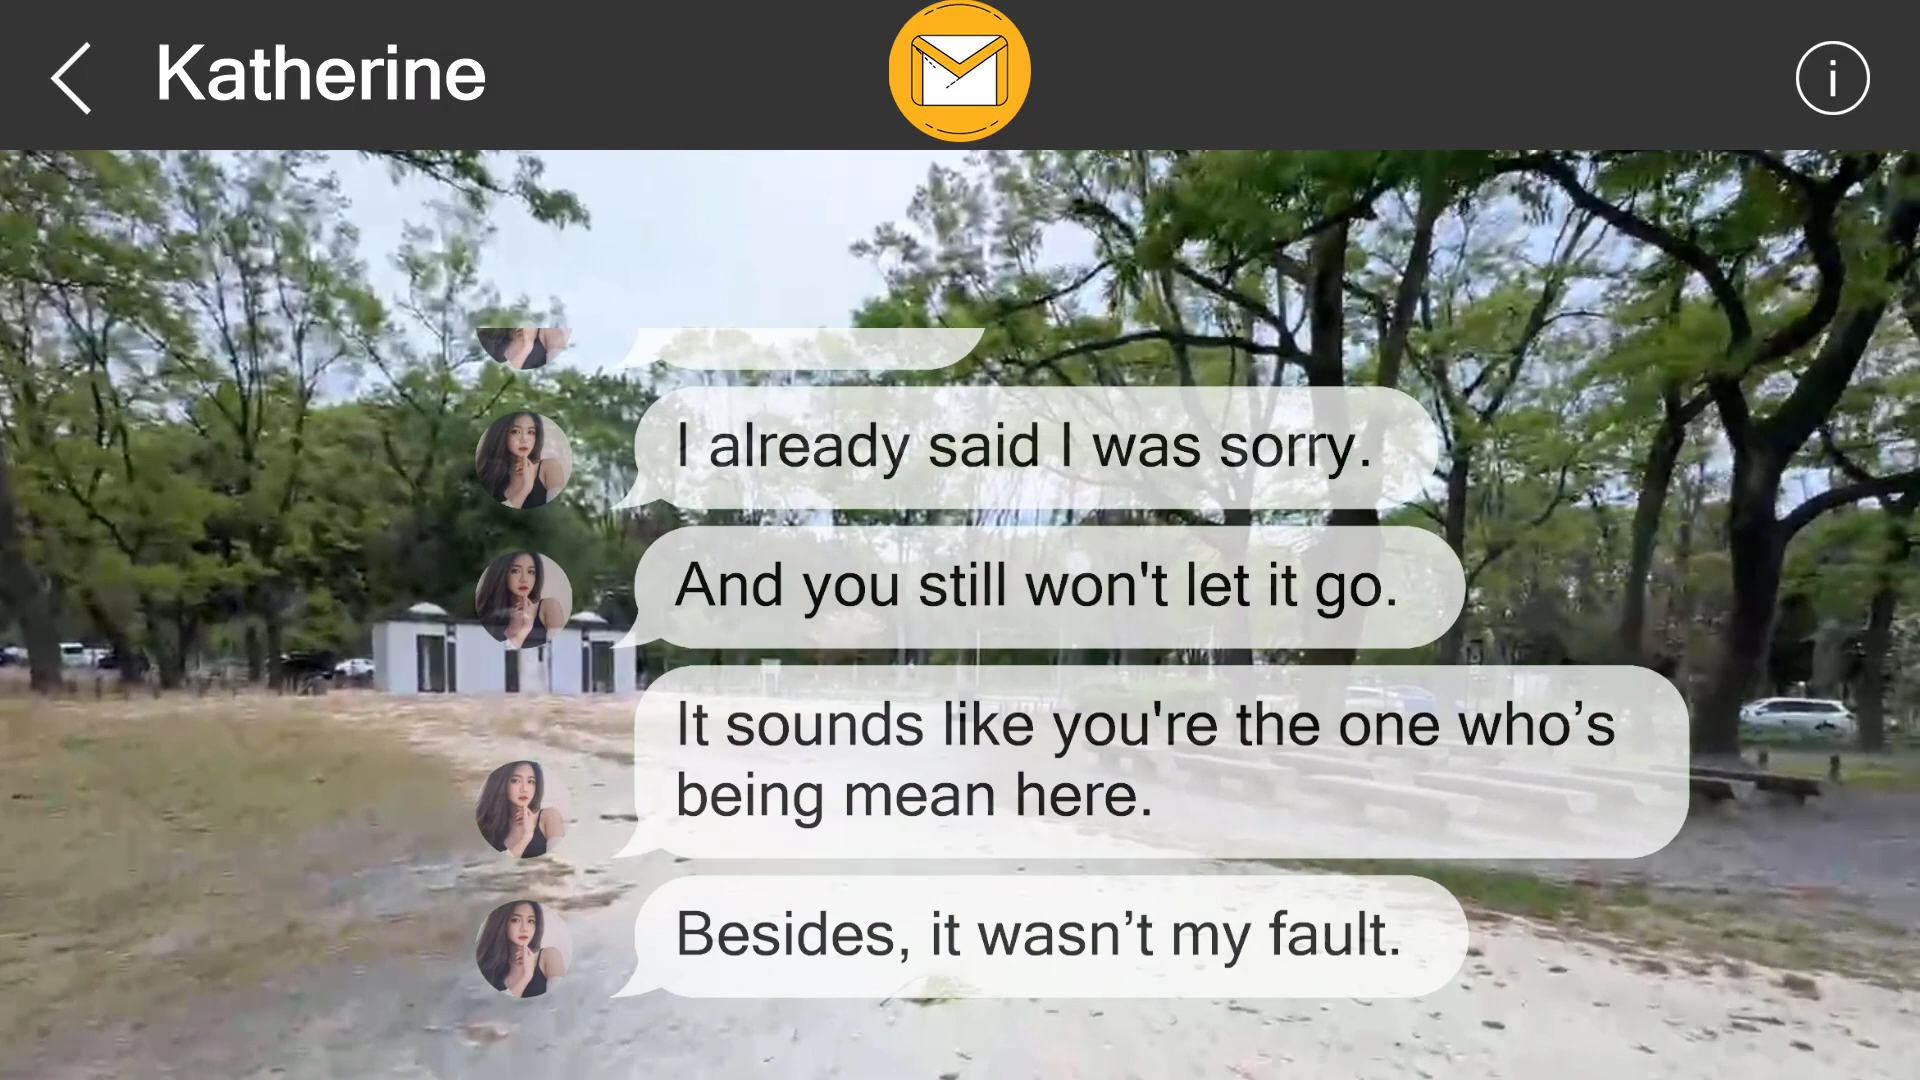 Katherine
I already said I was sorry.
And you still won't let it go.
It sounds like you're the one who’s
being mean here.
Besides, it wasn’t my fault.